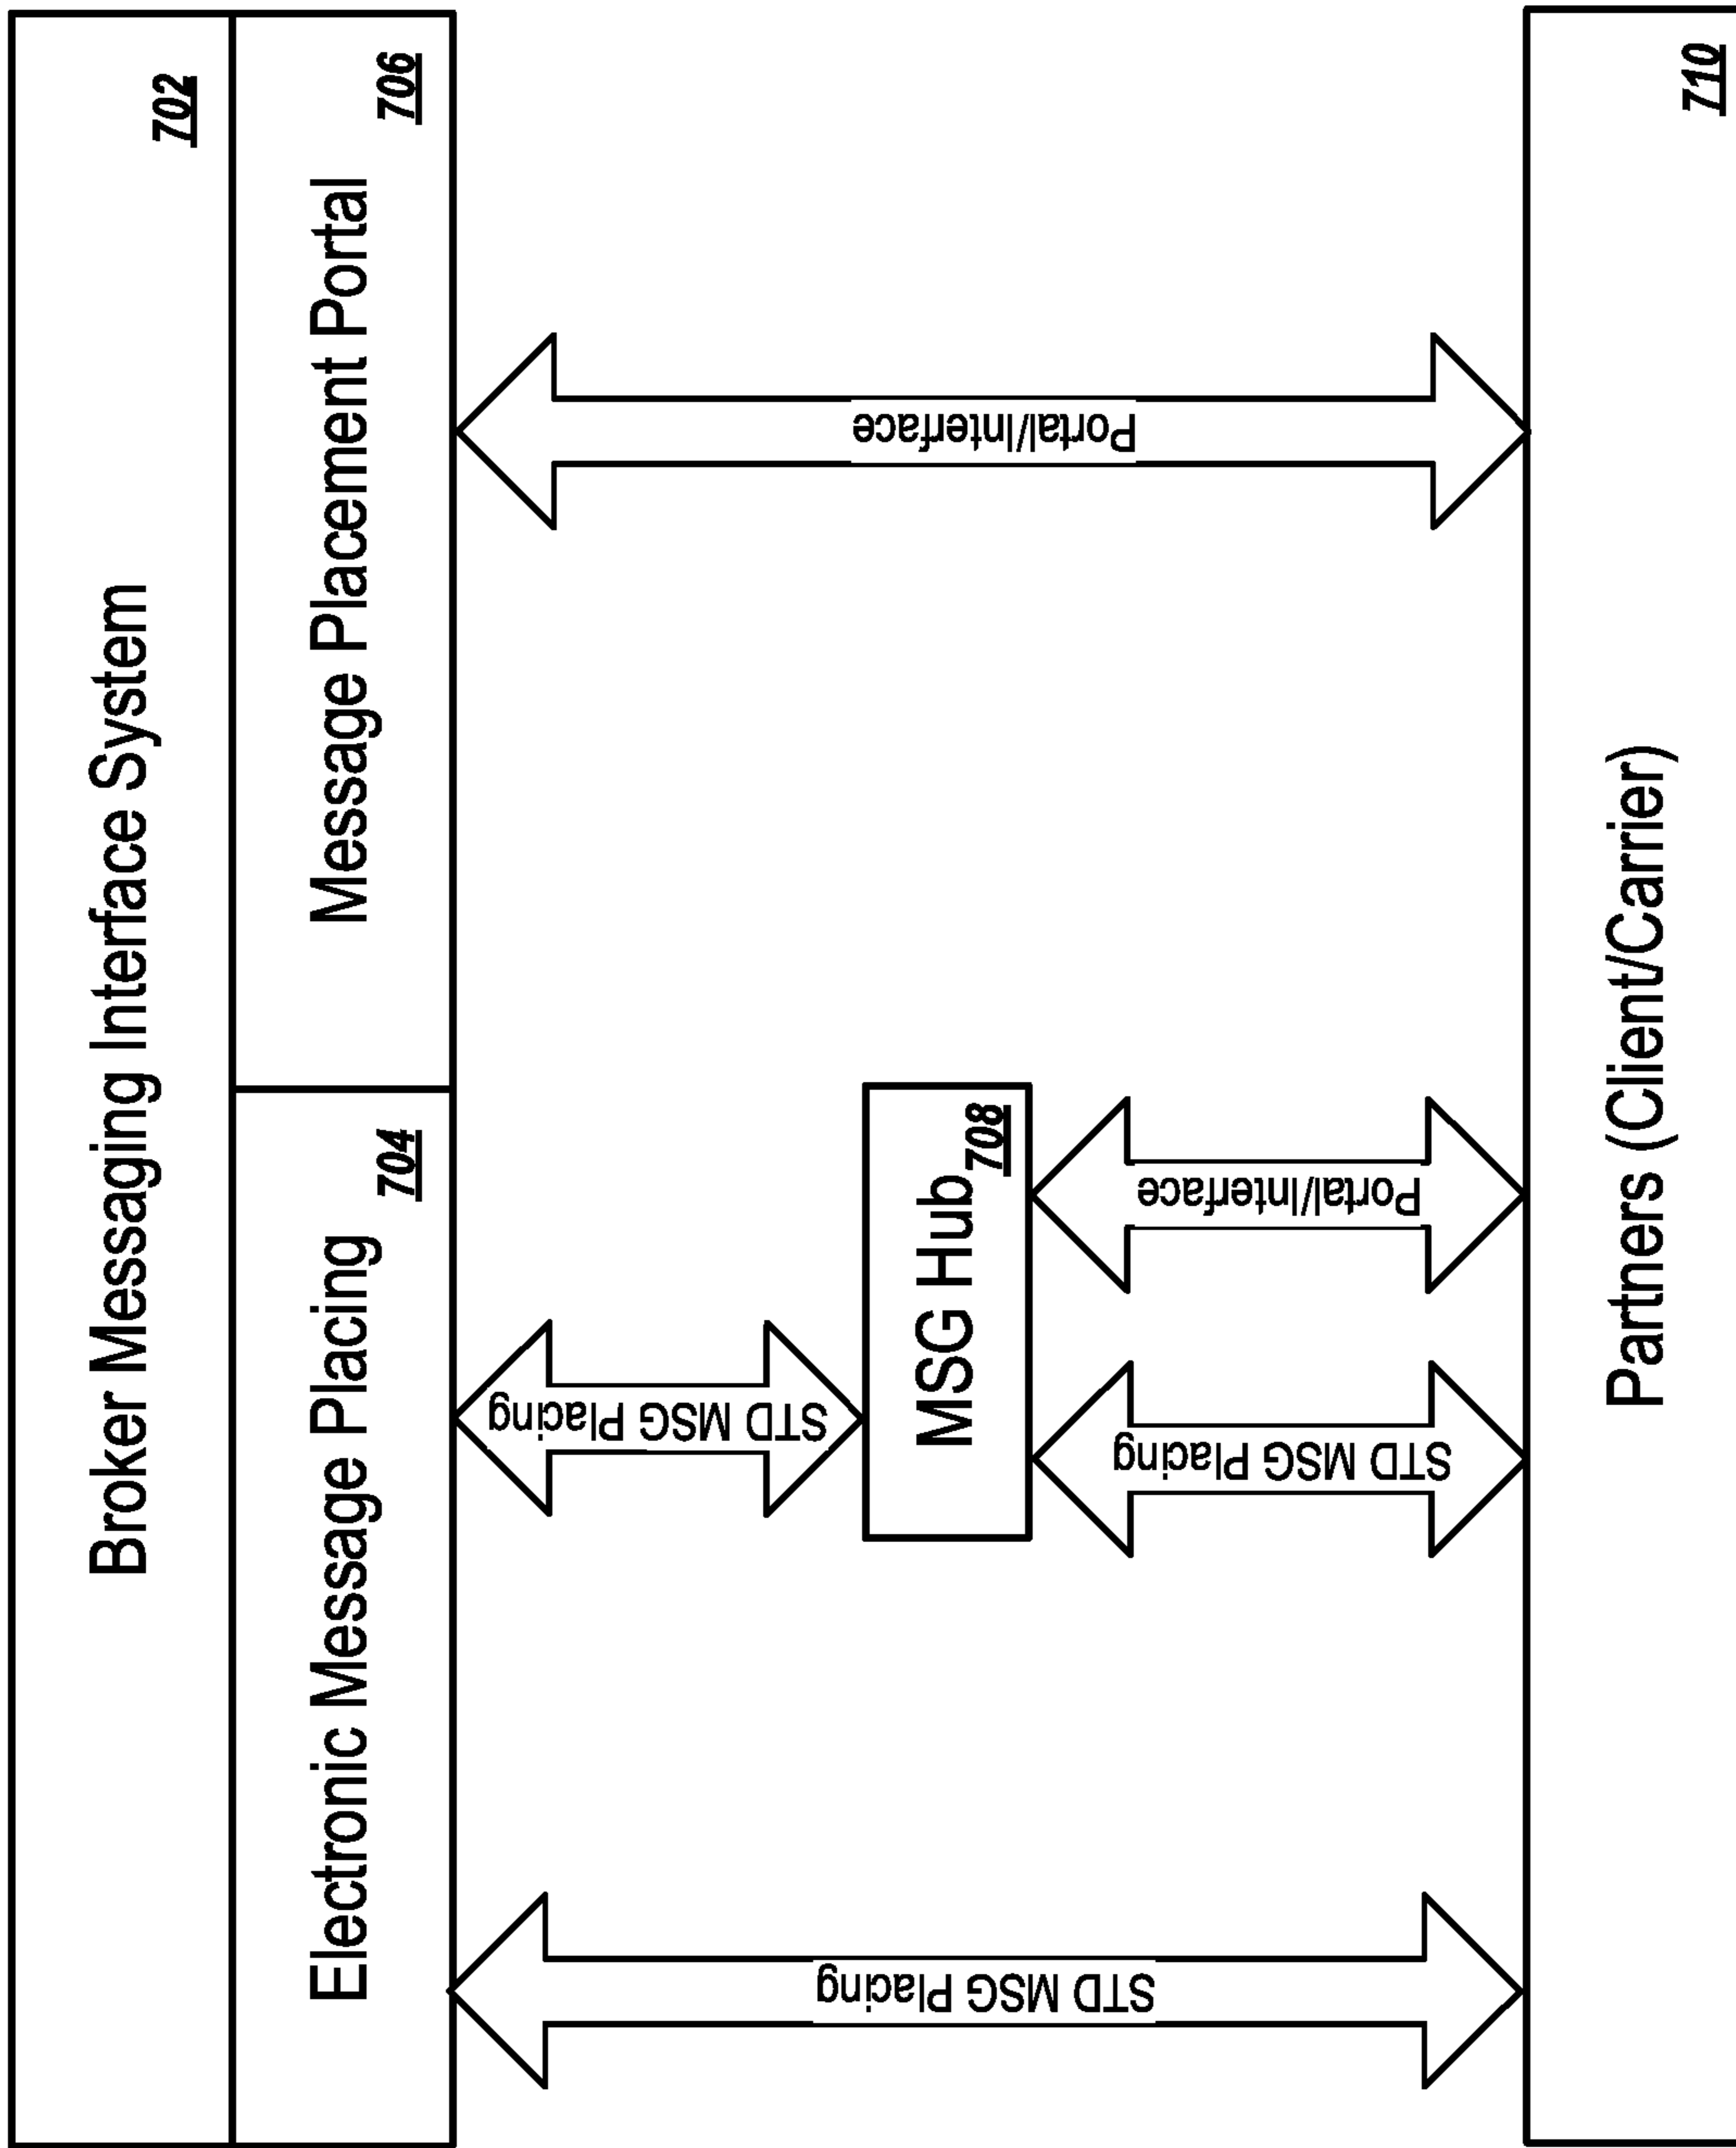 Broker Messaging Interface System
702
Electronic Message Placing
704
Message Placement Portal
706
STD MSG Placing
STD MSG Placing
MSG Hub
708
STD MSG Placing
Portal/Interface
Portal/Interface
Partners (Client/Carrier)
710